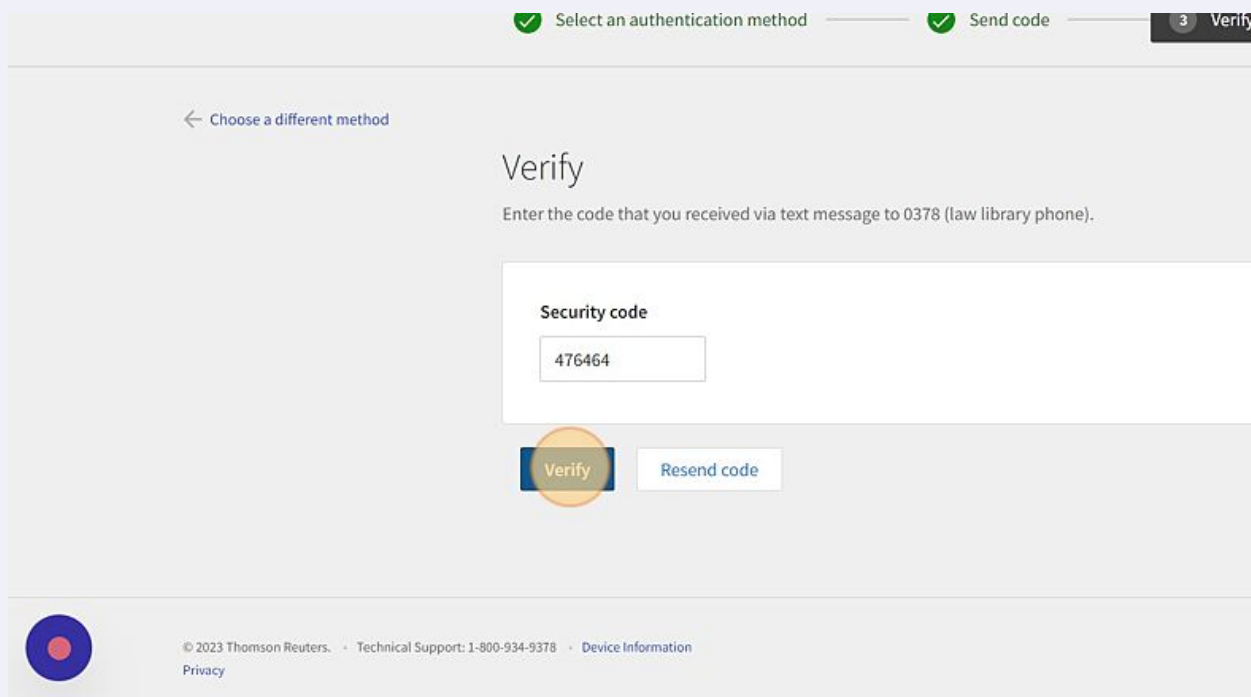 Select an authentication method Send code 3 Verify
← Choose a different method
Verify
Enter the code that you received via text message to 0378 (law library phone).
Security code
476464
Verify Resend code
© 2023 Thomson Reuters. · Technical Support: 1-800-934-9378 · Device Information
Privacy